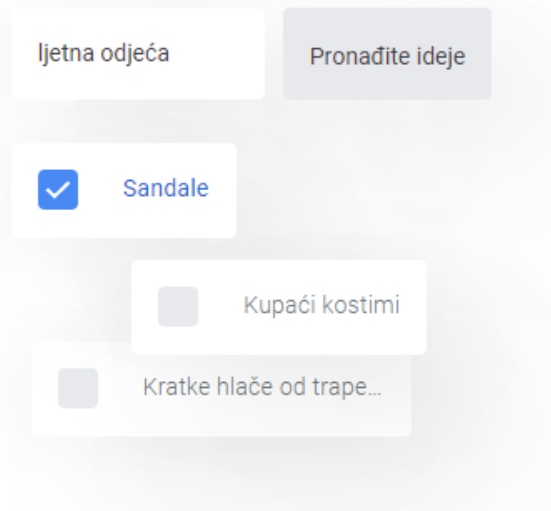 ljetna odjeća
Pronađite ideje
Sandale
Kupaći kostimi
Kratke hlače od trape...